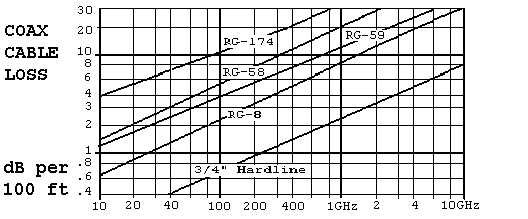 COAX
CABLE
LOSS
dB per
100 ft
30
20
10
8
6
4
3
2
1
.8
.6
.4
RG-174
RG-59
RG-58
RG-8
3/4" Hardline
10 20 40 100 200 400 1GHz 2 4 10GHz